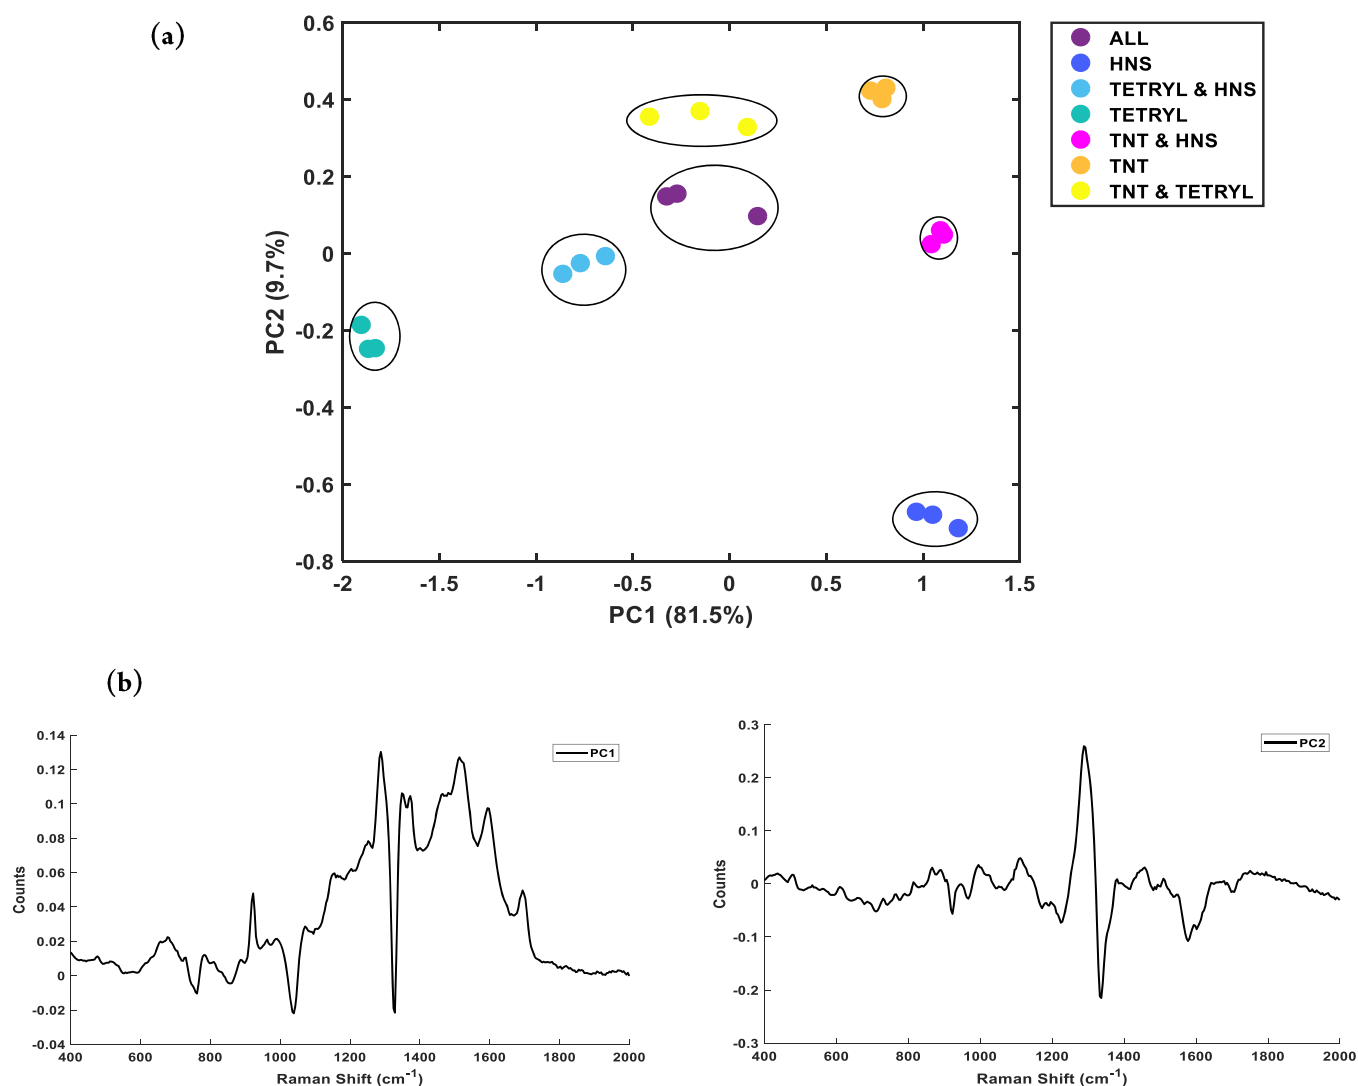 (a)
0.6
0.4
0.2
0
-0.2
-0.4
-0.6
-0.8
PC2 (9.7%)
-2 -1.5 -1 -0.5 0 0.5 1 1.5
PC1 (81.5%)
ALL
HNS
TETRYL & HNS
TETRYL
TNT & HNS
TNT
TNT & TETRYL
(b)
0.14
0.12
0.1
0.08
0.06
0.04
0.02
0
-0.02
-0.04
Counts
PC1
400 600 800 1000 1200 1400 1600 1800 2000
Raman Shift (cm-1)
0.3
0.2
0.1
0
-0.1
-0.2
-0.3
Counts
PC2
400 600 800 1000 1200 1400 1600 1800 2000
Raman Shift (cm-1)